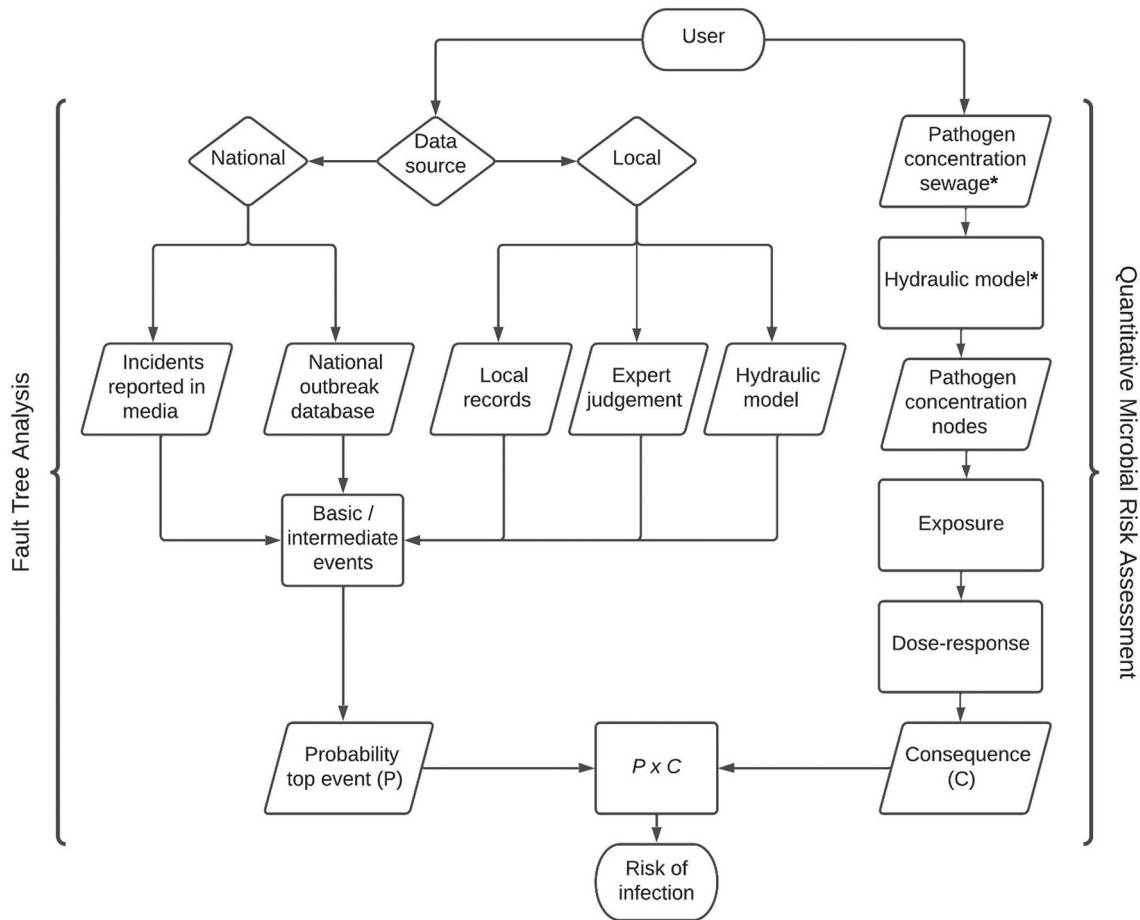 User
National
Data
source
Local
Pathogen
concentration
sewage*
Hydraulic model*
Incidents
reported in
media
National
outbreak
database
Local
records
Expert
judgement
Hydraulic
model
Pathogen
concentration
nodes
Fault Tree Analysis
Quantitative Microbial Risk Assessment
Basic /
intermediate
events
Exposure
Dose-response
Probability
top event (P)
P x C
Consequence
(C)
Risk of
infection